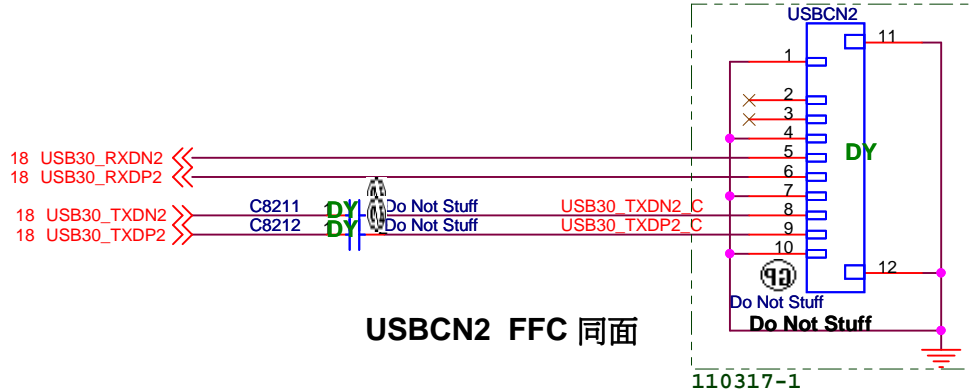 USBCN2
11
1
2
3
4
DY
18 USB30_RXDN2
5
18 USB30_RXDP2
6
7
C8211
DY
Do Not Stuff
USB30_TXDN2_C
18 USB30_TXDN2
8
C8212
DY
Do Not Stuff
USB30_TXDP2_C
18 USB30_TXDP2
9
10
12
GP
Do Not Stuff
Do Not Stuff
USBCN2 FFC 同面
110317-1